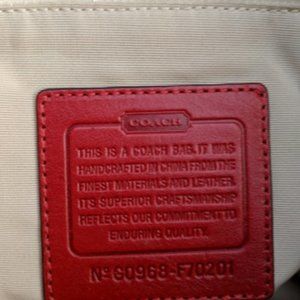 COACH
THIS IS A COACH BAG. IT WAS
HANDCRAFTED IN CHINA FROM THE
FINEST MATERIALS AND LEATHER.
IT'S SUPERIOR CRAFTSMANSHIP
REFLECTS OUR COMMITMENT TO
ENDURING QUALITY.
No G0968-F70201